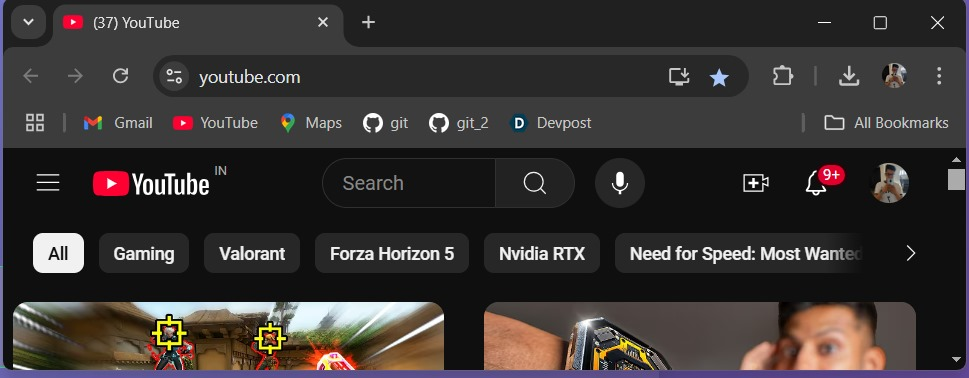 (37) YouTube
youtube.com
Gmail YouTube Maps git git_2 D Devpost All Bookmarks
YouTube IN Search 9+
All Gaming Valorant Forza Horizon 5 Nvidia RTX Need for Speed: Most Wanted